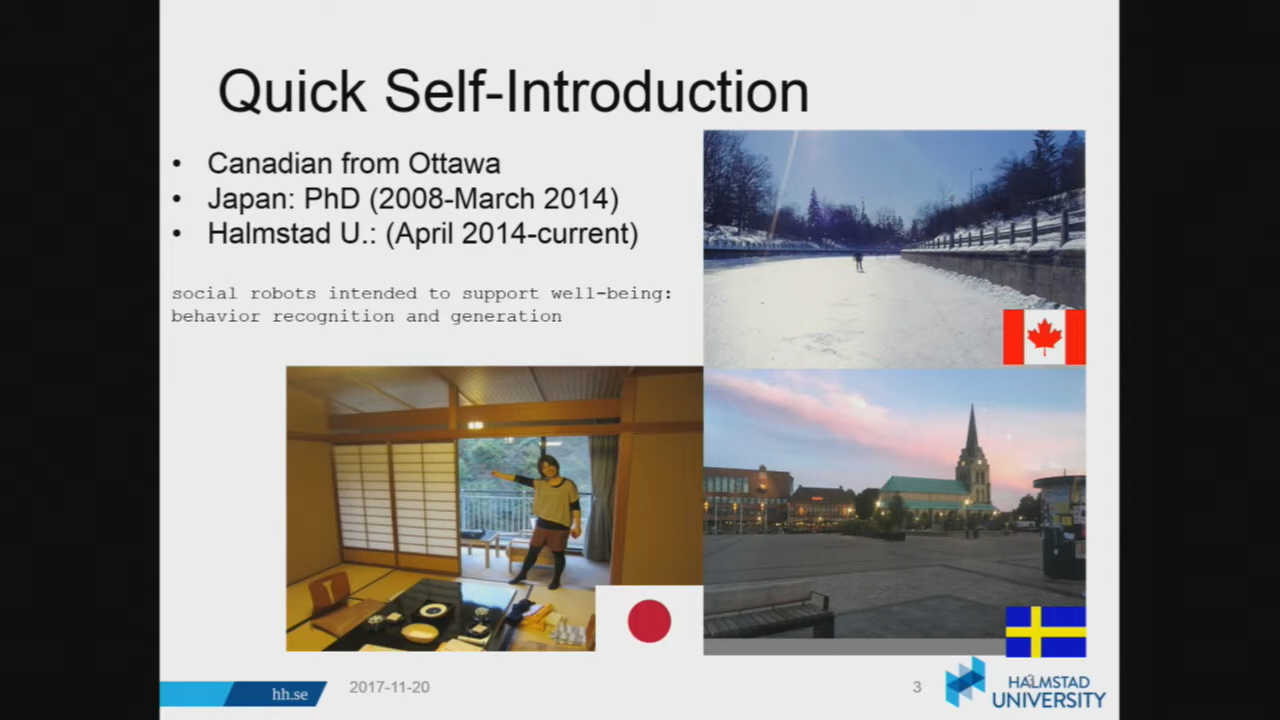 Quick Self-Introduction
• Canadian from Ottawa
• Japan: PhD (2008-March 2014)
• Halmstad U.: (April 2014-current)
social robots intended to support well-being:
behavior recognition and generation
hh.se
2017-11-20
3
3
HALMSTAD
UNIVERSITY